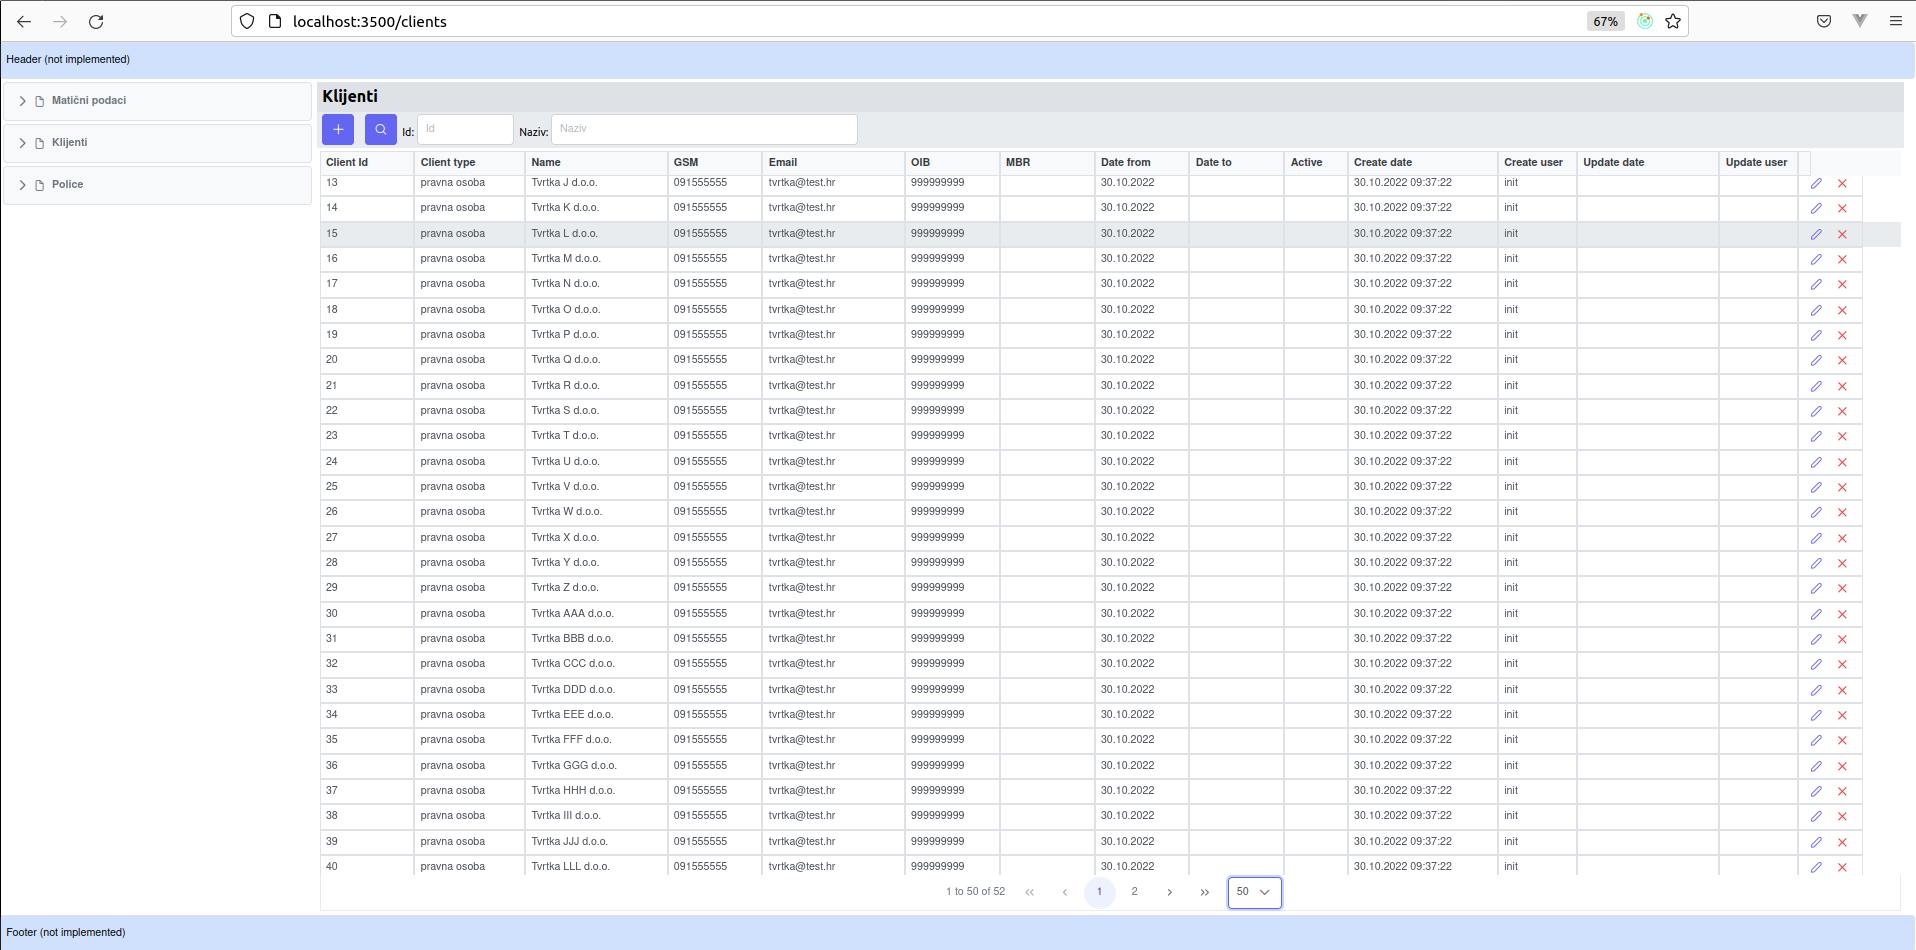 localhost:3500/clients 67%
Header (not implemented)
Matični podaci
Klijenti
Police
Klijenti
Id: Id Naziv: Naziv
Client Id Client type Name GSM Email OIB MBR Date from Date to Active Create date Create user Update date Update user
13 pravna osoba Tvrtka J d.o.o. 091555555 tvrtka@test.hr 999999999 30.10.2022 30.10.2022 09:37:22 init
14 pravna osoba Tvrtka K d.o.o. 091555555 tvrtka@test.hr 999999999 30.10.2022 30.10.2022 09:37:22 init
15 pravna osoba Tvrtka L d.o.o. 091555555 tvrtka@test.hr 999999999 30.10.2022 30.10.2022 09:37:22 init
16 pravna osoba Tvrtka M d.o.o. 091555555 tvrtka@test.hr 999999999 30.10.2022 30.10.2022 09:37:22 init
17 pravna osoba Tvrtka N d.o.o. 091555555 tvrtka@test.hr 999999999 30.10.2022 30.10.2022 09:37:22 init
18 pravna osoba Tvrtka O d.o.o. 091555555 tvrtka@test.hr 999999999 30.10.2022 30.10.2022 09:37:22 init
19 pravna osoba Tvrtka P d.o.o. 091555555 tvrtka@test.hr 999999999 30.10.2022 30.10.2022 09:37:22 init
20 pravna osoba Tvrtka Q d.o.o. 091555555 tvrtka@test.hr 999999999 30.10.2022 30.10.2022 09:37:22 init
21 pravna osoba Tvrtka R d.o.o. 091555555 tvrtka@test.hr 999999999 30.10.2022 30.10.2022 09:37:22 init
22 pravna osoba Tvrtka S d.o.o. 091555555 tvrtka@test.hr 999999999 30.10.2022 30.10.2022 09:37:22 init
23 pravna osoba Tvrtka T d.o.o. 091555555 tvrtka@test.hr 999999999 30.10.2022 30.10.2022 09:37:22 init
24 pravna osoba Tvrtka U d.o.o. 091555555 tvrtka@test.hr 999999999 30.10.2022 30.10.2022 09:37:22 init
25 pravna osoba Tvrtka V d.o.o. 091555555 tvrtka@test.hr 999999999 30.10.2022 30.10.2022 09:37:22 init
26 pravna osoba Tvrtka W d.o.o. 091555555 tvrtka@test.hr 999999999 30.10.2022 30.10.2022 09:37:22 init
27 pravna osoba Tvrtka X d.o.o. 091555555 tvrtka@test.hr 999999999 30.10.2022 30.10.2022 09:37:22 init
28 pravna osoba Tvrtka Y d.o.o. 091555555 tvrtka@test.hr 999999999 30.10.2022 30.10.2022 09:37:22 init
29 pravna osoba Tvrtka Z d.o.o. 091555555 tvrtka@test.hr 999999999 30.10.2022 30.10.2022 09:37:22 init
30 pravna osoba Tvrtka AAA d.o.o. 091555555 tvrtka@test.hr 999999999 30.10.2022 30.10.2022 09:37:22 init
31 pravna osoba Tvrtka BBB d.o.o. 091555555 tvrtka@test.hr 999999999 30.10.2022 30.10.2022 09:37:22 init
32 pravna osoba Tvrtka CCC d.o.o. 091555555 tvrtka@test.hr 999999999 30.10.2022 30.10.2022 09:37:22 init
33 pravna osoba Tvrtka DDD d.o.o. 091555555 tvrtka@test.hr 999999999 30.10.2022 30.10.2022 09:37:22 init
34 pravna osoba Tvrtka EEE d.o.o. 091555555 tvrtka@test.hr 999999999 30.10.2022 30.10.2022 09:37:22 init
35 pravna osoba Tvrtka FFF d.o.o. 091555555 tvrtka@test.hr 999999999 30.10.2022 30.10.2022 09:37:22 init
36 pravna osoba Tvrtka GGG d.o.o. 091555555 tvrtka@test.hr 999999999 30.10.2022 30.10.2022 09:37:22 init
37 pravna osoba Tvrtka HHH d.o.o. 091555555 tvrtka@test.hr 999999999 30.10.2022 30.10.2022 09:37:22 init
38 pravna osoba Tvrtka III d.o.o. 091555555 tvrtka@test.hr 999999999 30.10.2022 30.10.2022 09:37:22 init
39 pravna osoba Tvrtka JJJ d.o.o. 091555555 tvrtka@test.hr 999999999 30.10.2022 30.10.2022 09:37:22 init
40 pravna osoba Tvrtka LLL d.o.o. 091555555 tvrtka@test.hr 999999999 30.10.2022 30.10.2022 09:37:22 init
1 to 50 of 52 1 2 50
Footer (not implemented)